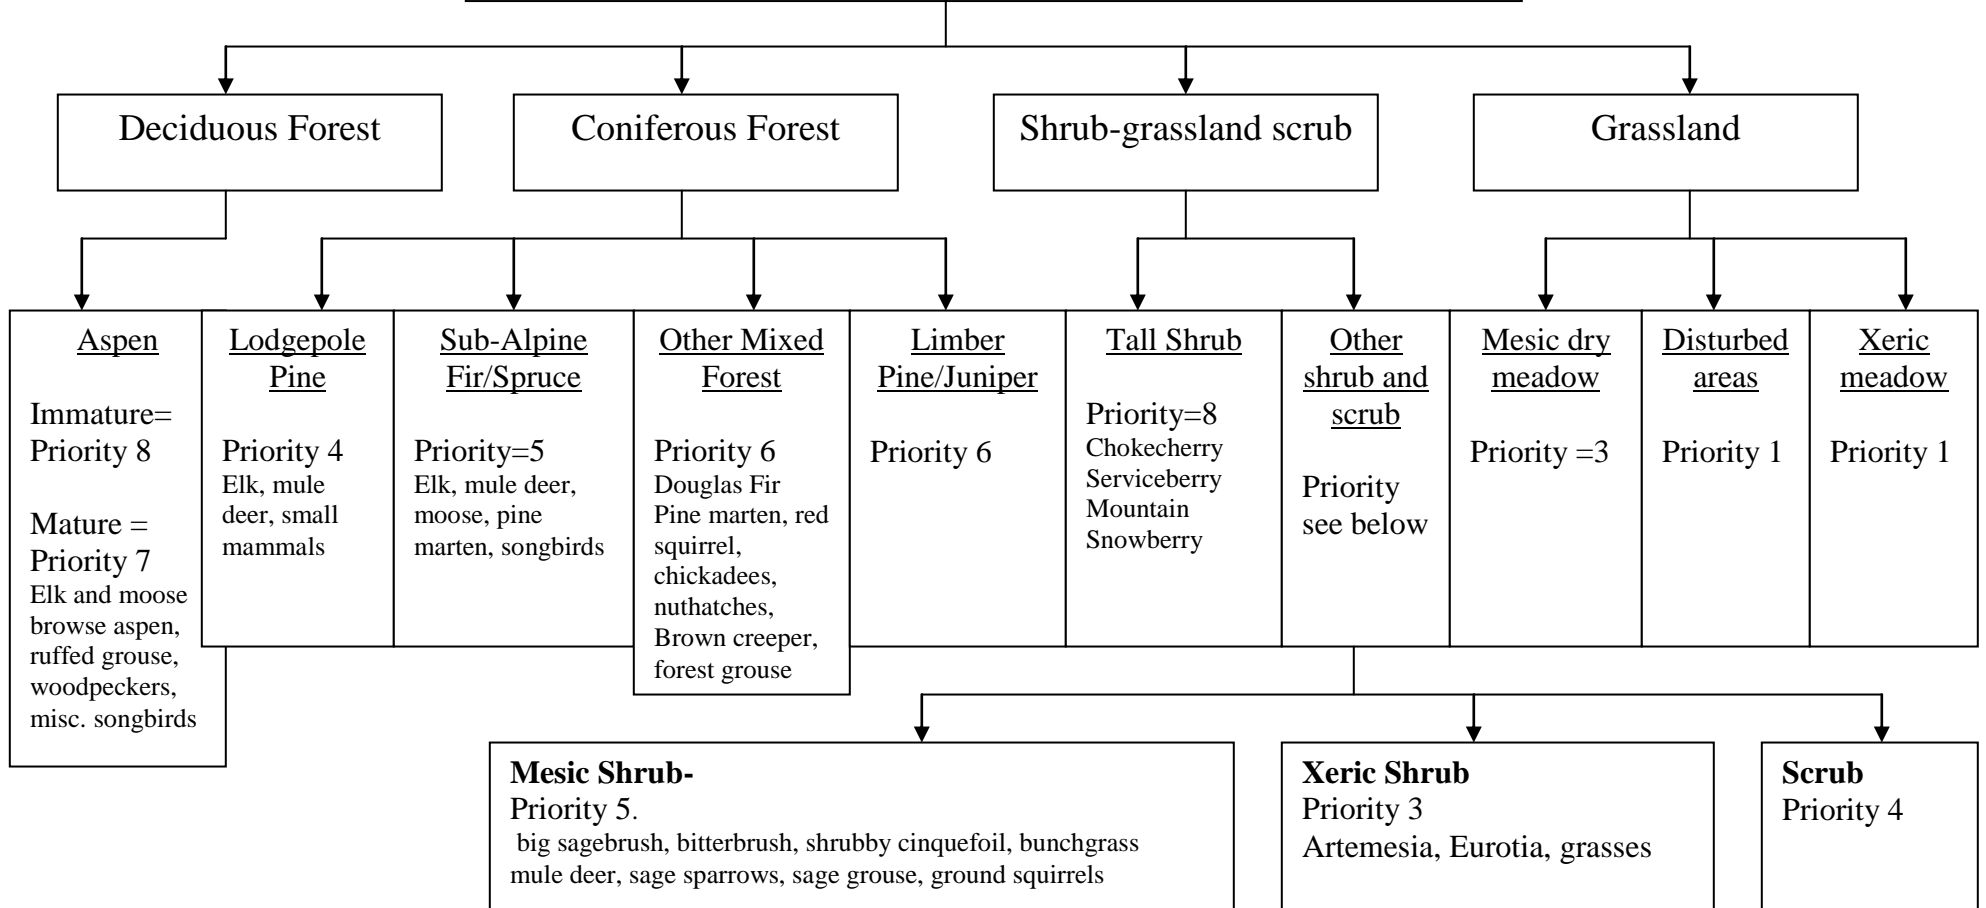 Deciduous Forest
Coniferous Forest
Shrub-grassland scrub
Grassland
Aspen
Immature=
Priority 8
Mature =
Priority 7
Elk and moose
browse aspen,
ruffed grouse,
woodpeckers,
misc. songbirds
Lodgepole
Pine
Priority 4
Elk, mule
deer, small
mammals
Sub-Alpine
Fir/Spruce
Priority=5
Elk, mule deer,
moose, pine
marten, songbirds
Other Mixed
Forest
Priority 6
Douglas Fir
Pine marten, red
squirrel,
chickadees,
nuthatches,
Brown creeper,
forest grouse
Limber
Pine/Juniper
Priority 6
Tall Shrub
Priority=8
Chokecherry
Serviceberry
Mountain
Snowberry
Other
shrub and
scrub
Priority
see below
Mesic dry
meadow
Priority =3
Disturbed
areas
Priority 1
Xeric
meadow
Priority 1
Mesic Shrub-
Priority 5.
big sagebrush, bitterbrush, shrubby cinquefoil, bunchgrass
mule deer, sage sparrows, sage grouse, ground squirrels
Xeric Shrub
Priority 3
Artemesia, Eurotia, grasses
Scrub
Priority 4